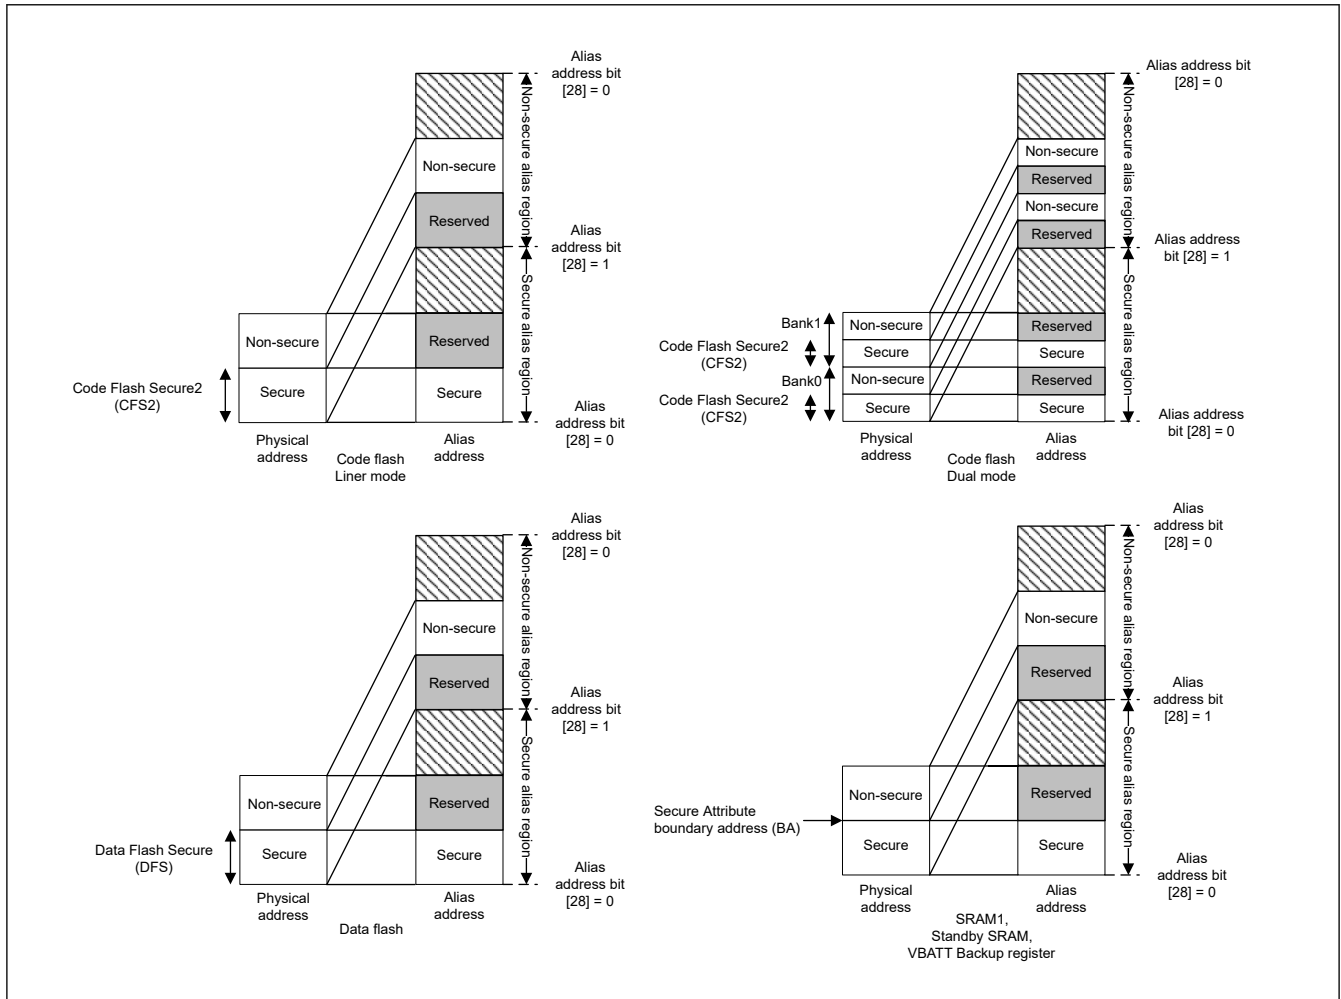 Alias
address bit
[28] = 0
Non-secure alias region
Non-secure
Reserved
Alias
address bit
[28] = 1
Secure alias region
Non-secure
Reserved
Code Flash Secure2
(CFS2)
Secure
Secure
Alias
address bit
[28] = 0
Physical
address
Alias
address
Code flash
Liner mode
Alias address bit
[28] = 0
Non-secure alias region
Non-secure
Reserved
Non-secure
Reserved
Alias address
bit [28] = 1
Secure alias region
Bank1
Non-secure
Reserved
Code Flash Secure2
(CFS2)
Secure
Secure
Bank0
Non-secure
Reserved
Code Flash Secure2
(CFS2)
Secure
Secure
Alias address
bit [28] = 0
Physical
address
Alias
address
Code flash
Dual mode
Alias
address bit
[28] = 0
Non-secure alias region
Non-secure
Reserved
Alias
address bit
[28] = 1
Secure alias region
Non-secure
Reserved
Data Flash Secure
(DFS)
Secure
Secure
Alias
address bit
[28] = 0
Physical
address
Alias
address
Data flash
Alias
address bit
[28] = 0
Non-secure alias region
Non-secure
Reserved
Alias
address bit
[28] = 1
Secure alias region
Non-secure
Reserved
Secure Attribute
boundary address (BA)
Secure
Secure
Alias
address bit
[28] = 0
Physical
address
Alias
address
SRAM1,
Standby SRAM,
VBATT Backup register